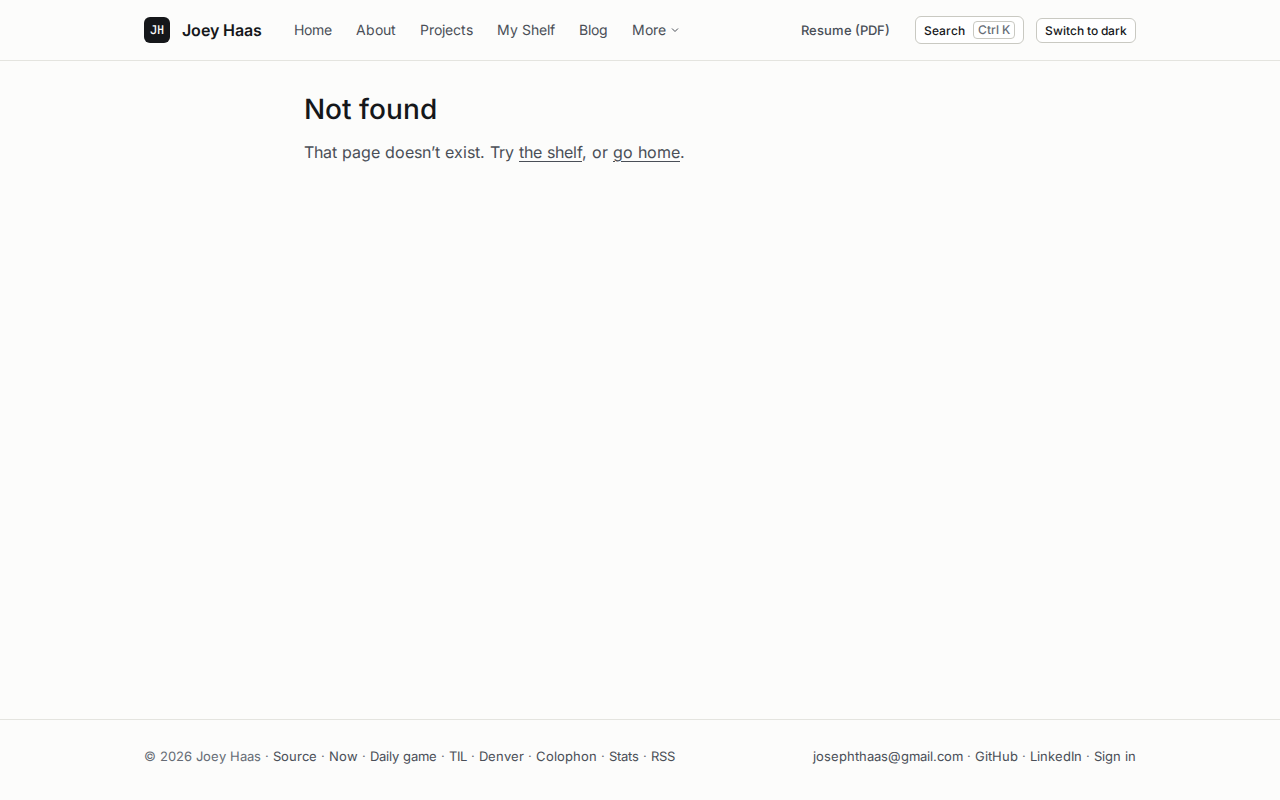 JH Joey Haas Home About Projects My Shelf Blog More Resume (PDF) Search Ctrl K Switch to dark
Not found
That page doesn’t exist. Try the shelf, or go home.
© 2026 Joey Haas · Source · Now · Daily game · TIL · Denver · Colophon · Stats · RSS josephthaas@gmail.com · GitHub · LinkedIn · Sign in